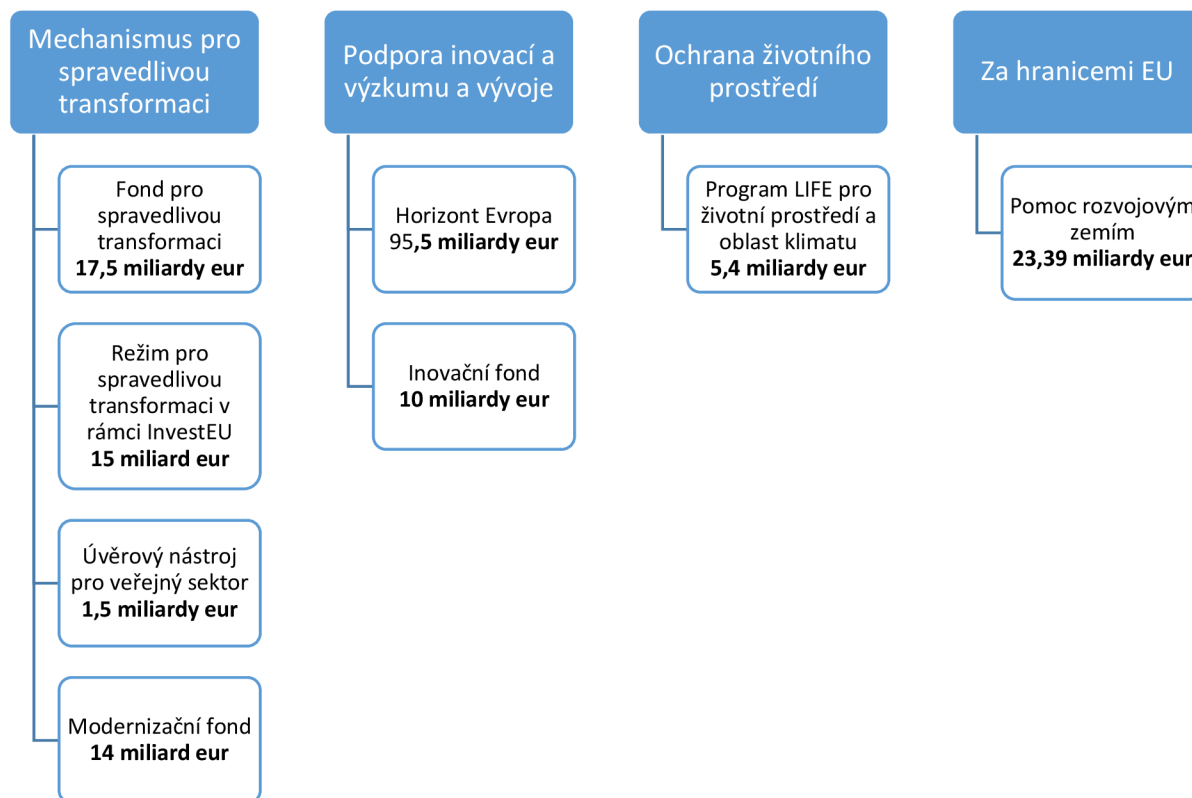 Mechanismus pro
spravedlivou
transformaci
Fond pro
spravedlivou
transformaci
17,5 miliardy eur
Režim pro
spravedlivou
transformaci v
rámci InvestEU
15 miliard eur
Úvěrový nástroj
pro veřejný sektor
1,5 miliardy eur
Modernizační fond
14 miliard eur
Podpora inovací a
výzkumu a vývoje
Horizont Evropa
95,5 miliardy eur
Inovační fond
10 miliardy eur
Ochrana životního
prostředí
Program LIFE pro
životní prostředí a
oblast klimatu
5,4 miliardy eur
Za hranicemi EU
Pomoc rozvojovým
zemím
23,39 miliardy eur